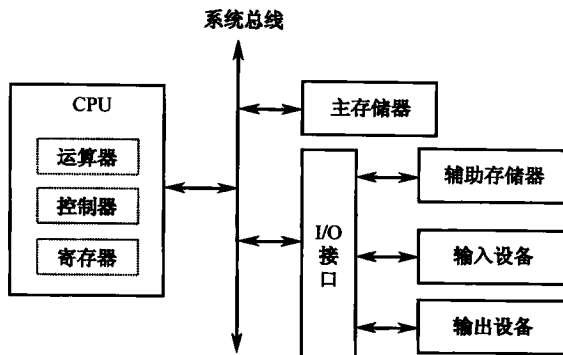 系统总线
CPU
运算器
控制器
寄存器
主存储器
I/O
接
口
辅助存储器
输入设备
输出设备